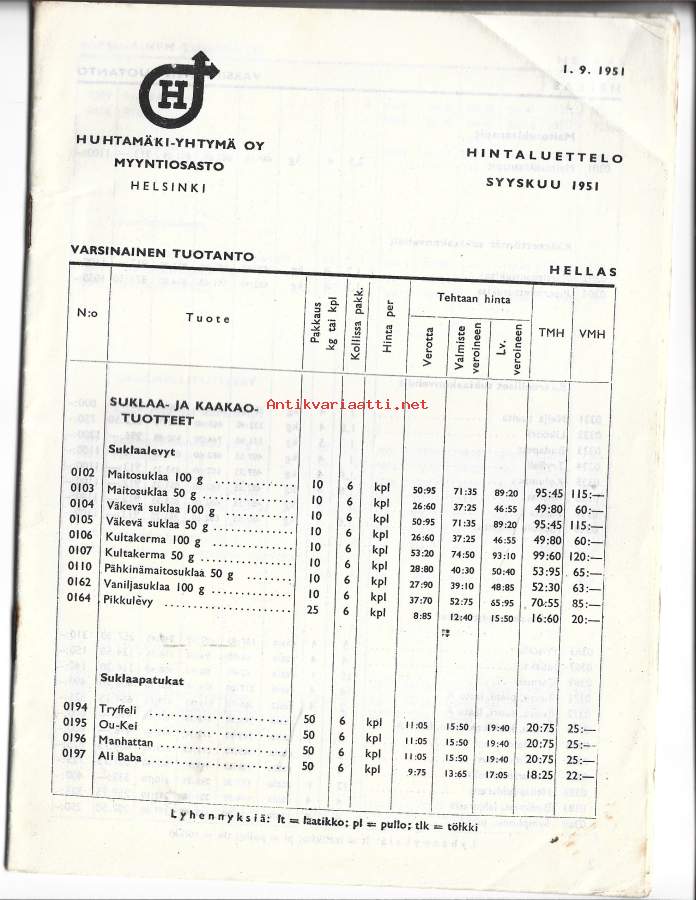 1. 9. 1951
H
HUHTAMÄKI-YHTYMÄ OY
MYYNTIOSASTO
HELSINKI
HINTALUETTELO
SYYSKUU 1951
VARSINAINEN TUOTANTO
HELLAS
N:o Tuote Pakkaus kg tai kpl Kollissa pakk. Hinta per Tehtaan hinta Verotta Valmiste veroineen Lv. veroineen TMH VMH
SUKLAA- JA KAAKAO-
TUOTTEET
Antikvariaatti.net
Suklaalevyt
0102 Maitosuklaa 100 g 10 6 kpl 50:95 71:35 89:20 95:45 115:—
0103 Maitosuklaa 50 g 10 6 kpl 26:60 37:25 46:55 49:80 60:—
0104 Väkevä suklaa 100 g 10 6 kpl 50:95 71:35 89:20 95:45 115:—
0105 Väkevä suklaa 50 g 10 6 kpl 26:60 37:25 46:55 49:80 60:—
0106 Kultakerma 100 g 10 6 kpl 53:20 74:50 93:10 99:60 120:—
0107 Kultakerma 50 g 10 6 kpl 28:80 40:30 50:40 53:95 65:—
0110 Pähkinämaitosuklaa 50 g 10 6 kpl 27:90 39:10 48:85 52:30 63:—
0162 Vaniljasuklaa 100 g 10 6 kpl 37:70 52:75 65:95 70:55 85:—
0164 Pikkulevy 25 6 kpl 8:85 12:40 15:50 16:60 20:—
Suklaapatukat
0194 Tryffeli 50 6 kpl 11:05 15:50 19:40 20:75 25:—
0195 Ou-Kei 50 6 kpl 11:05 15:50 19:40 20:75 25:—
0196 Manhattan 50 6 kpl 11:05 15:50 19:40 20:75 25:—
0197 Ali Baba 50 6 kpl 9:75 13:65 17:05 18:25 22:—
Lyhennyksiä: lt = laatikko; pl = pullo; tlk = tölkki